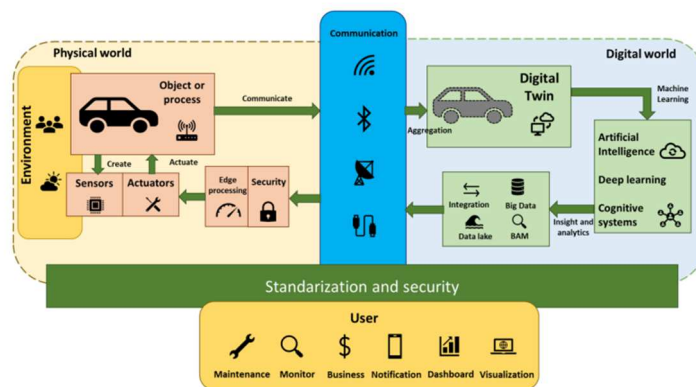 Physical world
Communication
Digital world
Environment
Object or
process
Communicate
Create
Actuate
Sensors
Actuators
Edge
processing
Security
Aggregation
Digital
Twin
Machine
Learning
Artificial
Intelligence
Deep learning
Cognitive
systems
Insight and
analytics
Integration
Big Data
Data lake
BAM
Standarization and security
User
Maintenance
Monitor
Business
Notification
Dashboard
Visualization